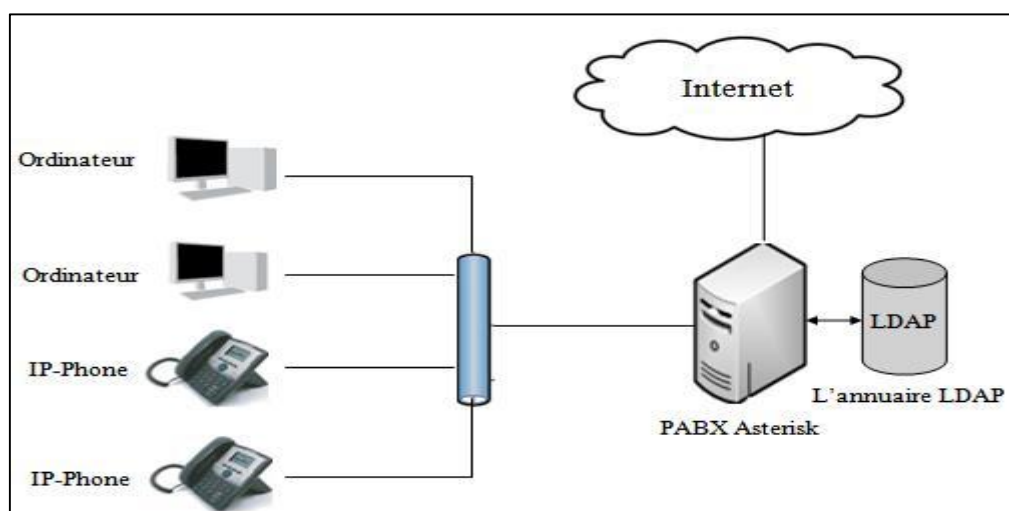 Internet
Ordinateur
Ordinateur
IP-Phone
IP-Phone
LDAP
L'annuaire LDAP
PABX Asterisk